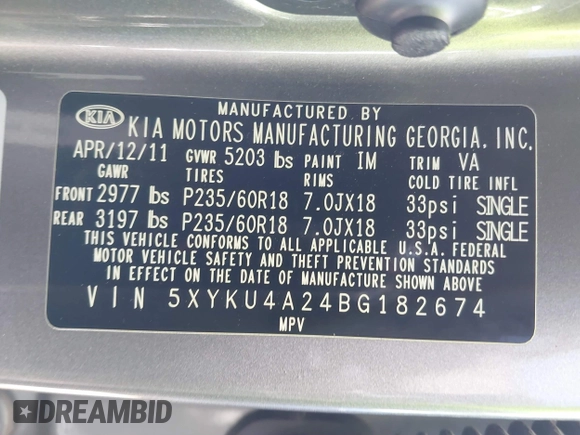 MANUFACTURED BY
KIA KIA MOTORS MANUFACTURING GEORGIA, INC.
APR/12/11 GVWR 5203 lbs PAINT IM TRIM VA
GAWR TIRES RIMS COLD TIRE INFL
FRONT 2977 lbs P235/60R18 7.0JX18 33psi SINGLE
REAR 3197 lbs P235/60R18 7.0JX18 33psi SINGLE
THIS VEHICLE CONFORMS TO ALL APPLICABLE U.S.A. FEDERAL
MOTOR VEHICLE SAFETY AND THEFT PREVENTION STANDARDS
IN EFFECT ON THE DATE OF MANUFACTURE SHOWN ABOVE
VIN 5XYKU4A24BG182674
MPV
DREAMBID